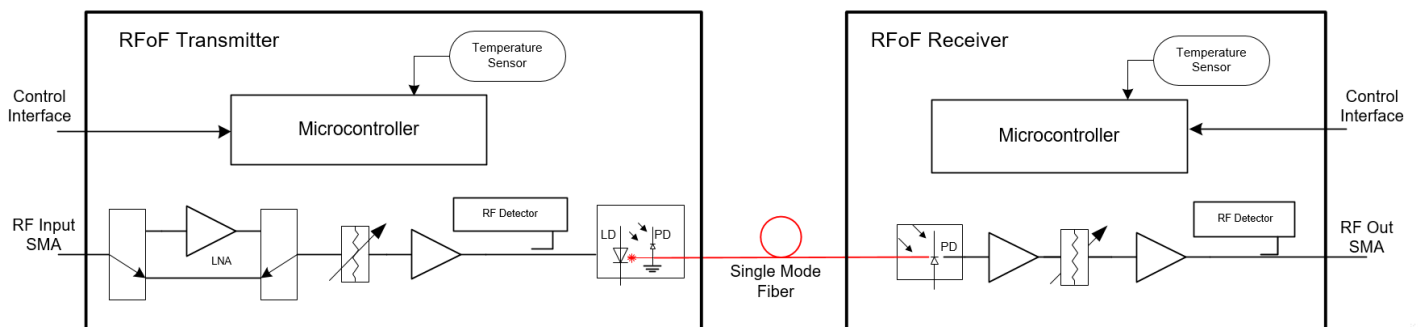 RFoF Transmitter
Temperature
Sensor
Control
Interface
Microcontroller
RF Input
SMA
LNA
RF Detector
LD
PD
Single Mode
Fiber
RFoF Receiver
Temperature
Sensor
Control
Interface
Microcontroller
PD
RF Detector
RF Out
SMA